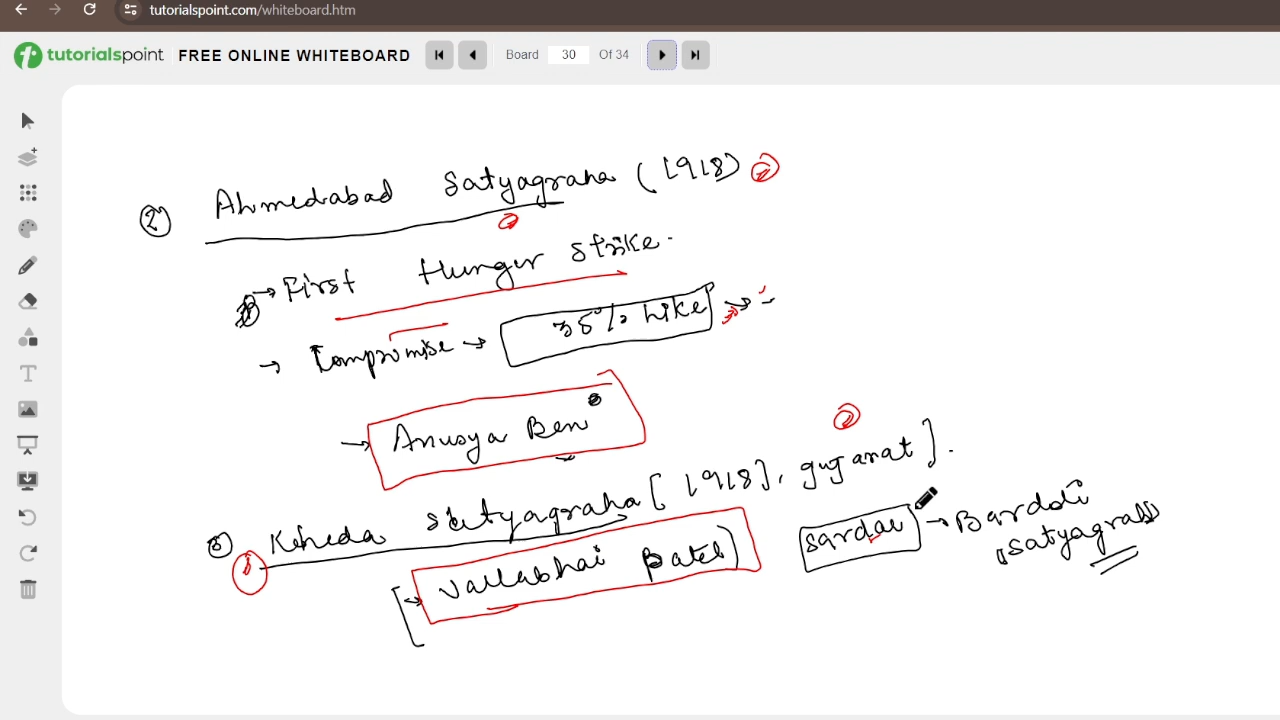 tutorialspoint.com/whiteboard.htm
tutorialspoint FREE ONLINE WHITEBOARD Board 30 Of 34
② Ahmedabad Satyagraha (1918)
→ First Hunger Strike.
→ Compromise → 35% hike →
→ Anusya Ben
Kheda Satyagraha [1918], gujarat].
→ Vallabhai Patel)
Sardar → Bardoli
Satyagraha